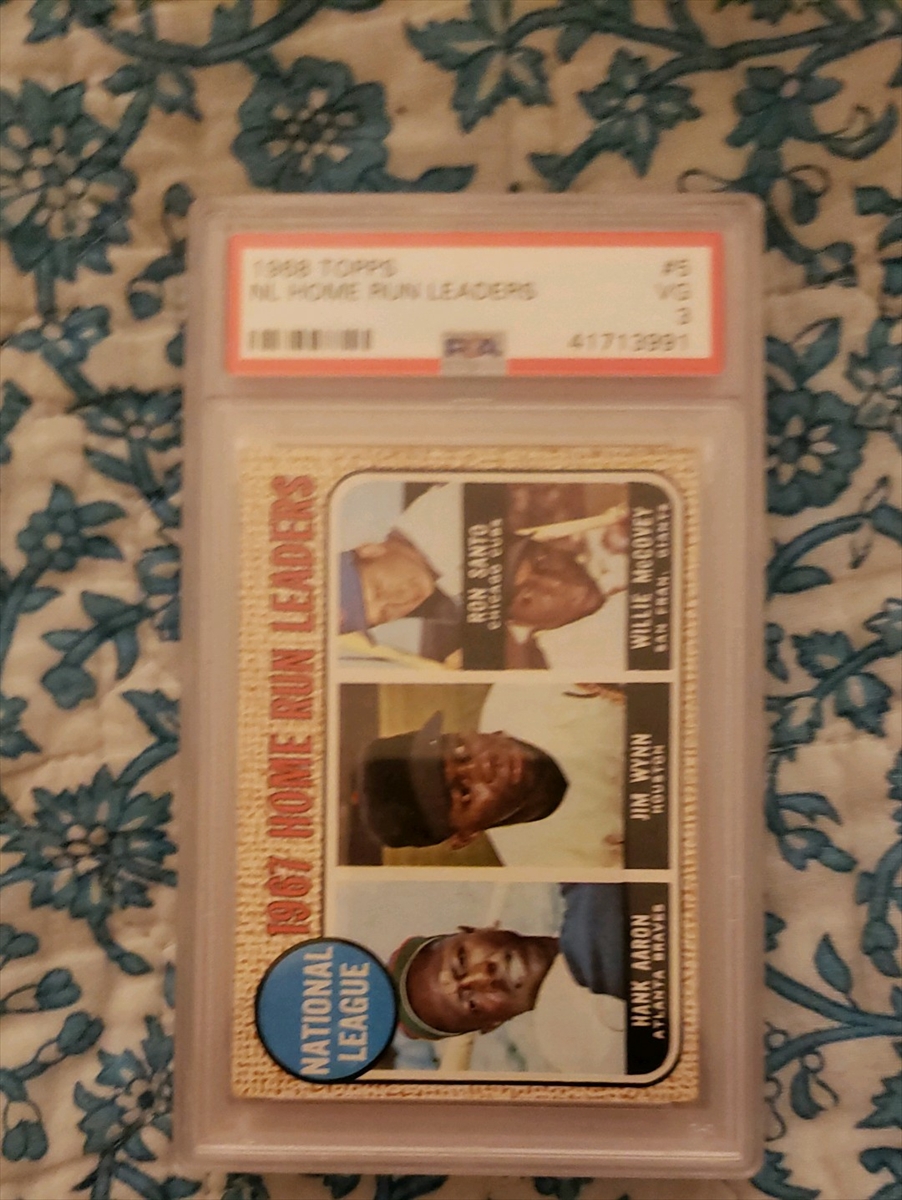 1968 TOPPS #5
NL HOME RUN LEADERS VG
3
PSA 41713991
1967 HOME RUN LEADERS
NATIONAL
LEAGUE
HANK AARON
ATLANTA BRAVES
JIM WYNN
HOUSTON
RON SANTO
CHICAGO CUBS
WILLIE McCOVEY
SAN FRAN. GIANTS